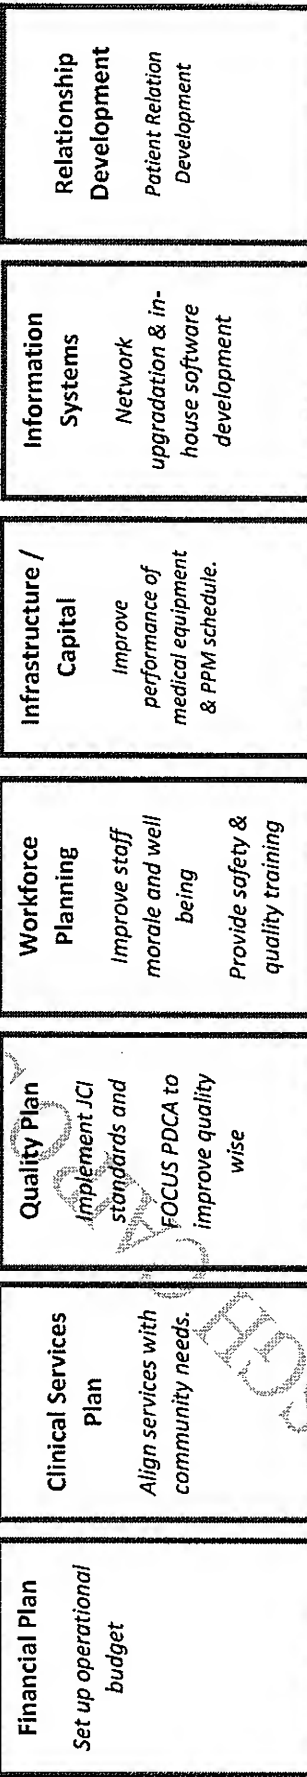 Financial Plan
Set up operational
budget
Clinical Services
Plan
Align services with
community needs.
Quality Plan
Implement JCI
standards and
FOCUS PDCA to
improve quality
wise
Workforce
Planning
Improve staff
morale and well
being
Provide safety &
quality training
Infrastructure /
Capital
Improve
performance of
medical equipment
& PPM schedule.
Information
Systems
Network
upgradation & in-
house software
development
Relationship
Development
Patient Relation
Development